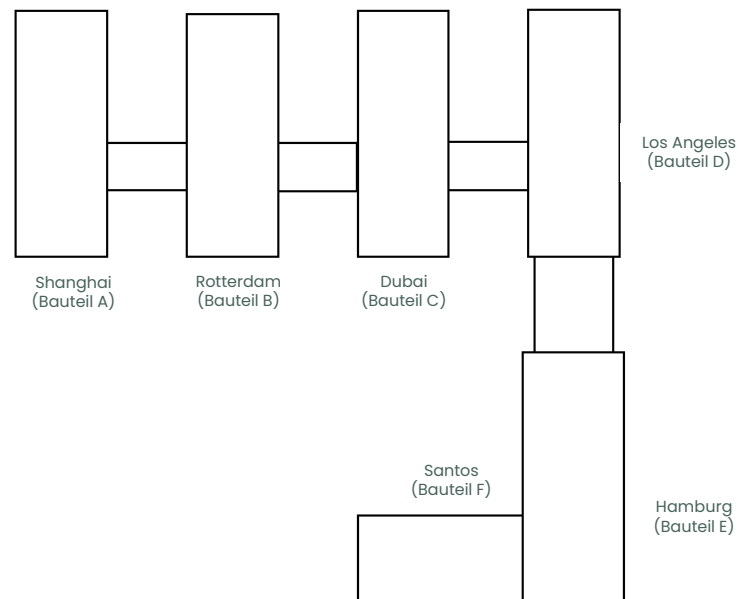 Los Angeles
(Bauteil D)
Shanghai
(Bauteil A)
Rotterdam
(Bauteil B)
Dubai
(Bauteil C)
Santos
(Bauteil F)
Hamburg
(Bauteil E)